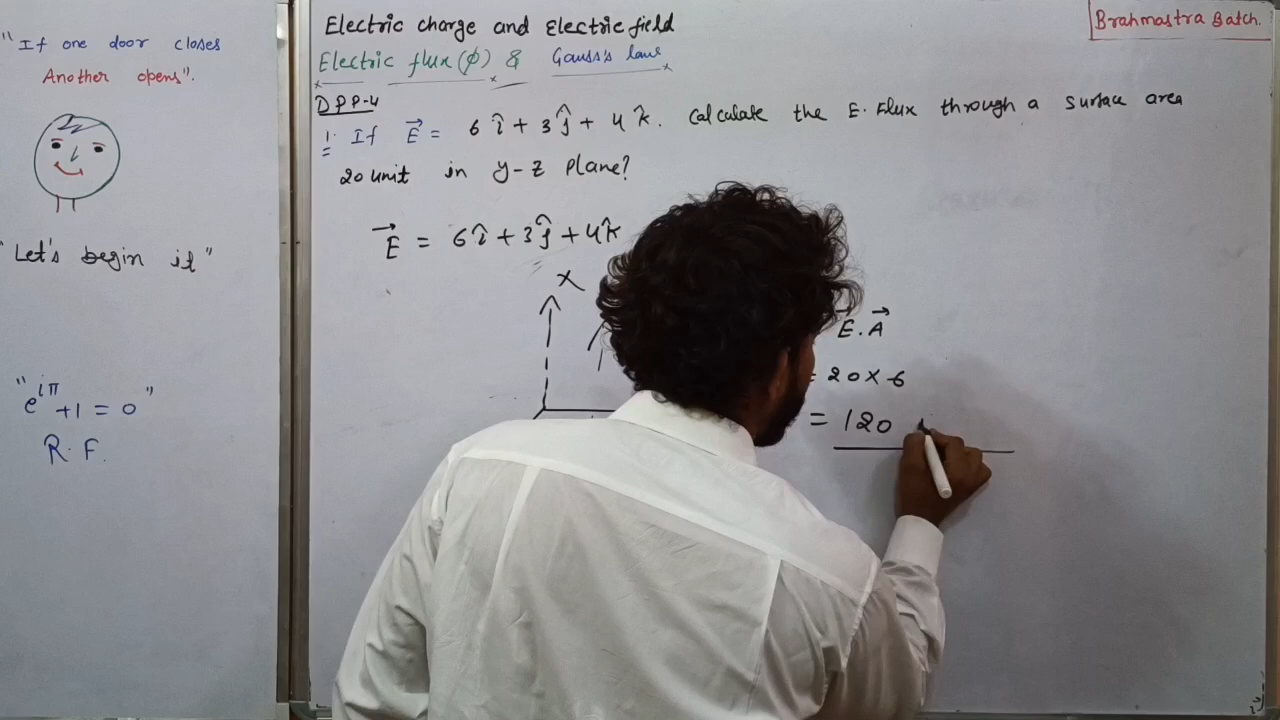 "If one door closes
Another opens".
"Let's begin it"
"e^iπ +1 = 0"
R. F.
Electric charge and Electric field
Brahmastra Batch.
Electric flux (φ) & Gauss's law
DPP-4
1. If E⃗ = 6î + 3ĵ + 4k̂. Calculate the E. Flux through a surface area
20 unit in y-z plane?
E⃗ = 6î + 3ĵ + 4k̂
X
E⃗.A⃗
= 20×6
= 120